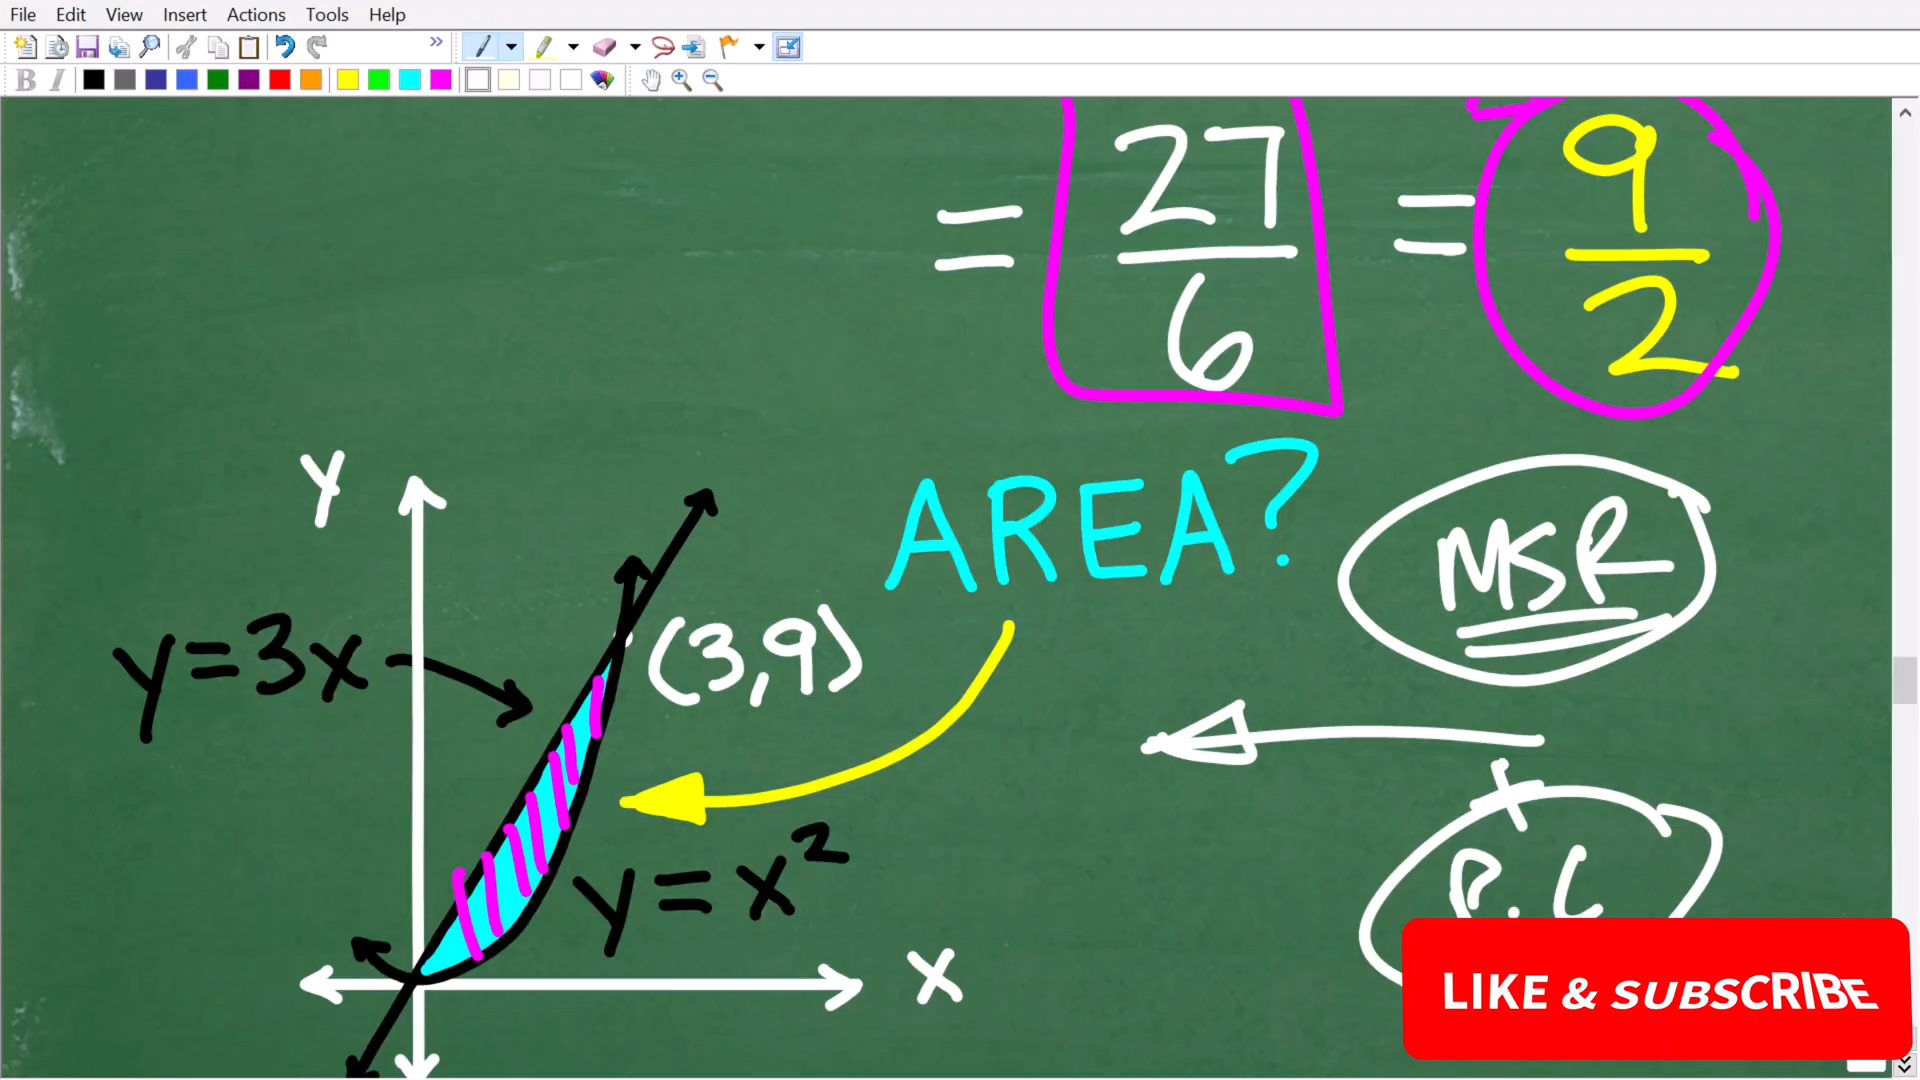 File Edit View Insert Actions Tools Help
B I
= 27/6 = 9/2
AREA?
MSR
Y
y=3x
(3,9)
y=x²
X
P.C
LIKE & SUBSCRIBE